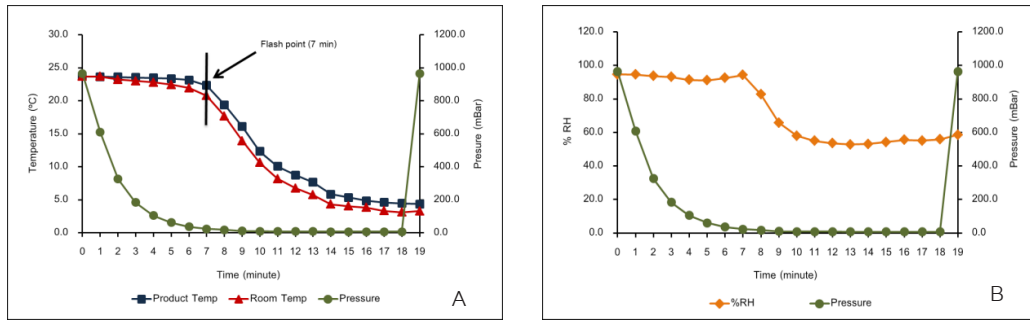 30.0
25.0
20.0
15.0
10.0
5.0
0.0
Temperature (ºC)
Flash point (7 min)
1200.0
1000.0
800.0
600.0
400.0
200.0
0.0
Pressure (mBar)
0 1 2 3 4 5 6 7 8 9 10 11 12 13 14 15 16 17 18 19
Time (minute)
Product Temp Room Temp Pressure
A
120.0
100.0
80.0
60.0
40.0
20.0
0.0
% RH
1200.0
1000.0
800.0
600.0
400.0
200.0
0.0
Pressure (mBar)
0 1 2 3 4 5 6 7 8 9 10 11 12 13 14 15 16 17 18 19
Time (minute)
%RH Pressure
B